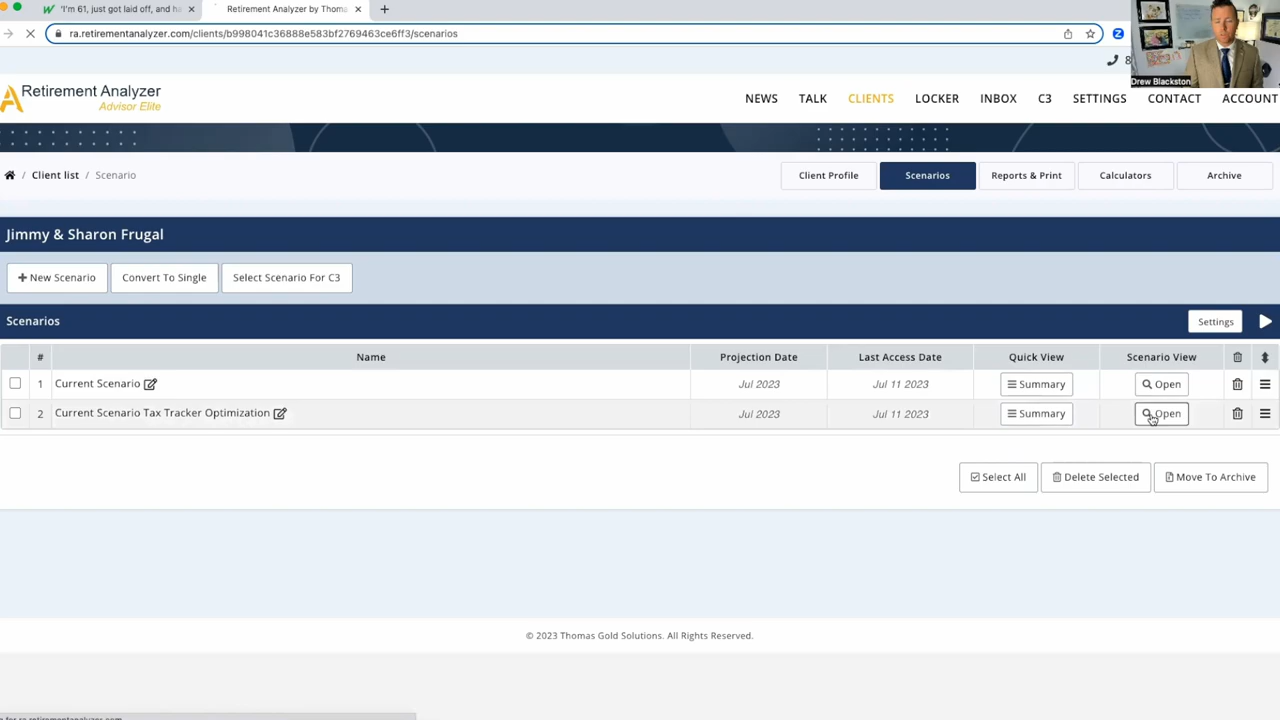 'I'm 61, just got laid off, and ha
Retirement Analyzer by Thoma
ra.retirementanalyzer.com/clients/b998041c36888e583bf2769463ce6ff3/scenarios
Drew Blackston
8
Retirement Analyzer
Advisor Elite
NEWS TALK CLIENTS LOCKER INBOX C3 SETTINGS CONTACT ACCOUNT
/ Client list / Scenario
Client Profile Scenarios Reports & Print Calculators Archive
Jimmy & Sharon Frugal
+ New Scenario Convert To Single Select Scenario For C3
Scenarios Settings
# Name Projection Date Last Access Date Quick View Scenario View
1 Current Scenario Jul 2023 Jul 11 2023 Summary Open
2 Current Scenario Tax Tracker Optimization Jul 2023 Jul 11 2023 Summary Open
Select All Delete Selected Move To Archive
© 2023 Thomas Gold Solutions. All Rights Reserved.